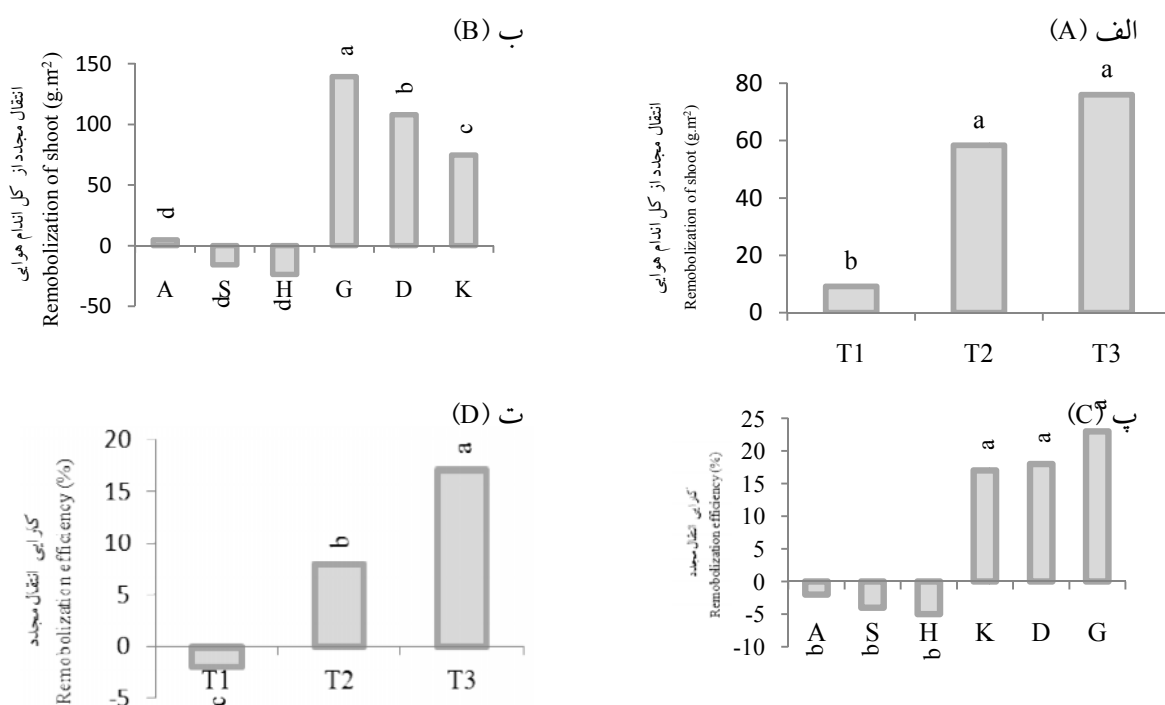 الف (A)
انتقال مجدد از کل اندام هوایی
Remobolization of shoot (g.m²)
80
60
40
20
0
b
a
a
T1 T2 T3
ب (B)
انتقال مجدد از کل اندام هوایی
Remobolization of shoot (g.m²)
150
100
50
0
-50
d
d
d
a
b
c
A S H G D K
پ (C)
کارایی انتقال مجدد
Remobolization efficiency (%)
25
20
15
10
5
0
-5
-10
b
b
b
a
a
a
A S H K D G
ت (D)
کارایی انتقال مجدد
Remobolization efficiency (%)
20
15
10
5
0
-5
c
b
a
T1 T2 T3